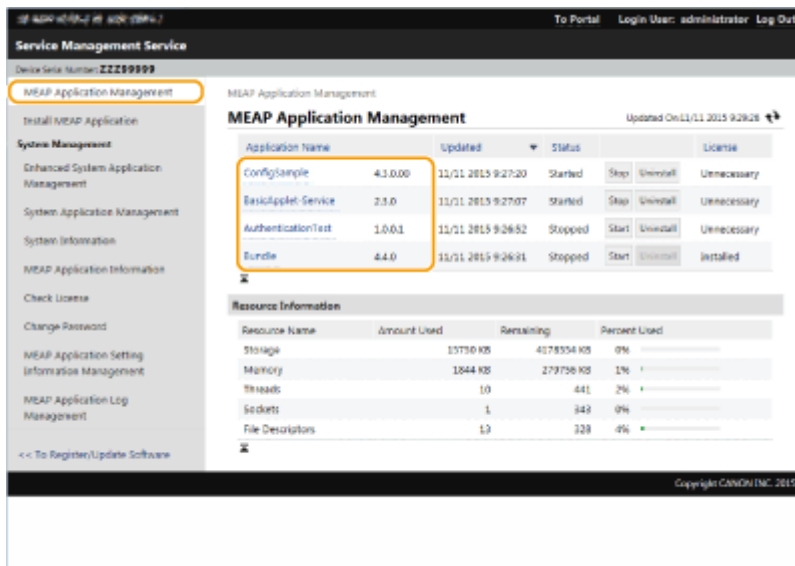 To Portal Login User: administrator Log Out
Service Management Service
Device Serial Number: ZZZ99999
MEAP Application Management
Install MEAP Application
System Management
Enhanced System Application
Management
System Application Management
System Information
MEAP Application Information
Check License
Change Password
MEAP Application Setting
Information Management
MEAP Application Log
Management
<< To Register/Update Software
MEAP Application Management
MEAP Application Management Updated On:11/11 2015 9:29:28
Application Name Updated Status License
ConfigSample 4.3.0.00 11/11 2015 9:27:20 Started Stop Uninstall Unnecessary
BasicApplet-Service 2.3.0 11/11 2015 9:27:07 Started Stop Uninstall Unnecessary
AuthenticationTest 1.0.0.1 11/11 2015 9:26:52 Stopped Start Uninstall Unnecessary
Bundle 4.4.0 11/11 2015 9:26:31 Stopped Start Uninstall Installed
Resource Information
Resource Name Amount Used Remaining Percent Used
Storage 15750 KB 4178554 KB 0%
Memory 1844 KB 279756 KB 1%
Threads 10 441 2%
Sockets 1 343 0%
File Descriptors 13 328 4%
Copyright CANON INC. 2015